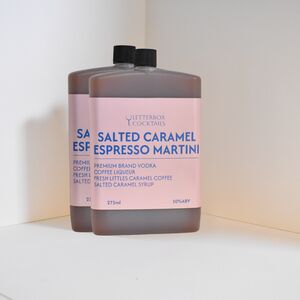 LETTERBOX
COCKTAILS
SALTED CARAMEL
ESPRESSO MARTINI
PREMIUM BRAND VODKA
COFFEE LIQUEUR
FRESH LITTLES CARAMEL COFFEE
SALTED CARAMEL SYRUP
275ml 10%ABV